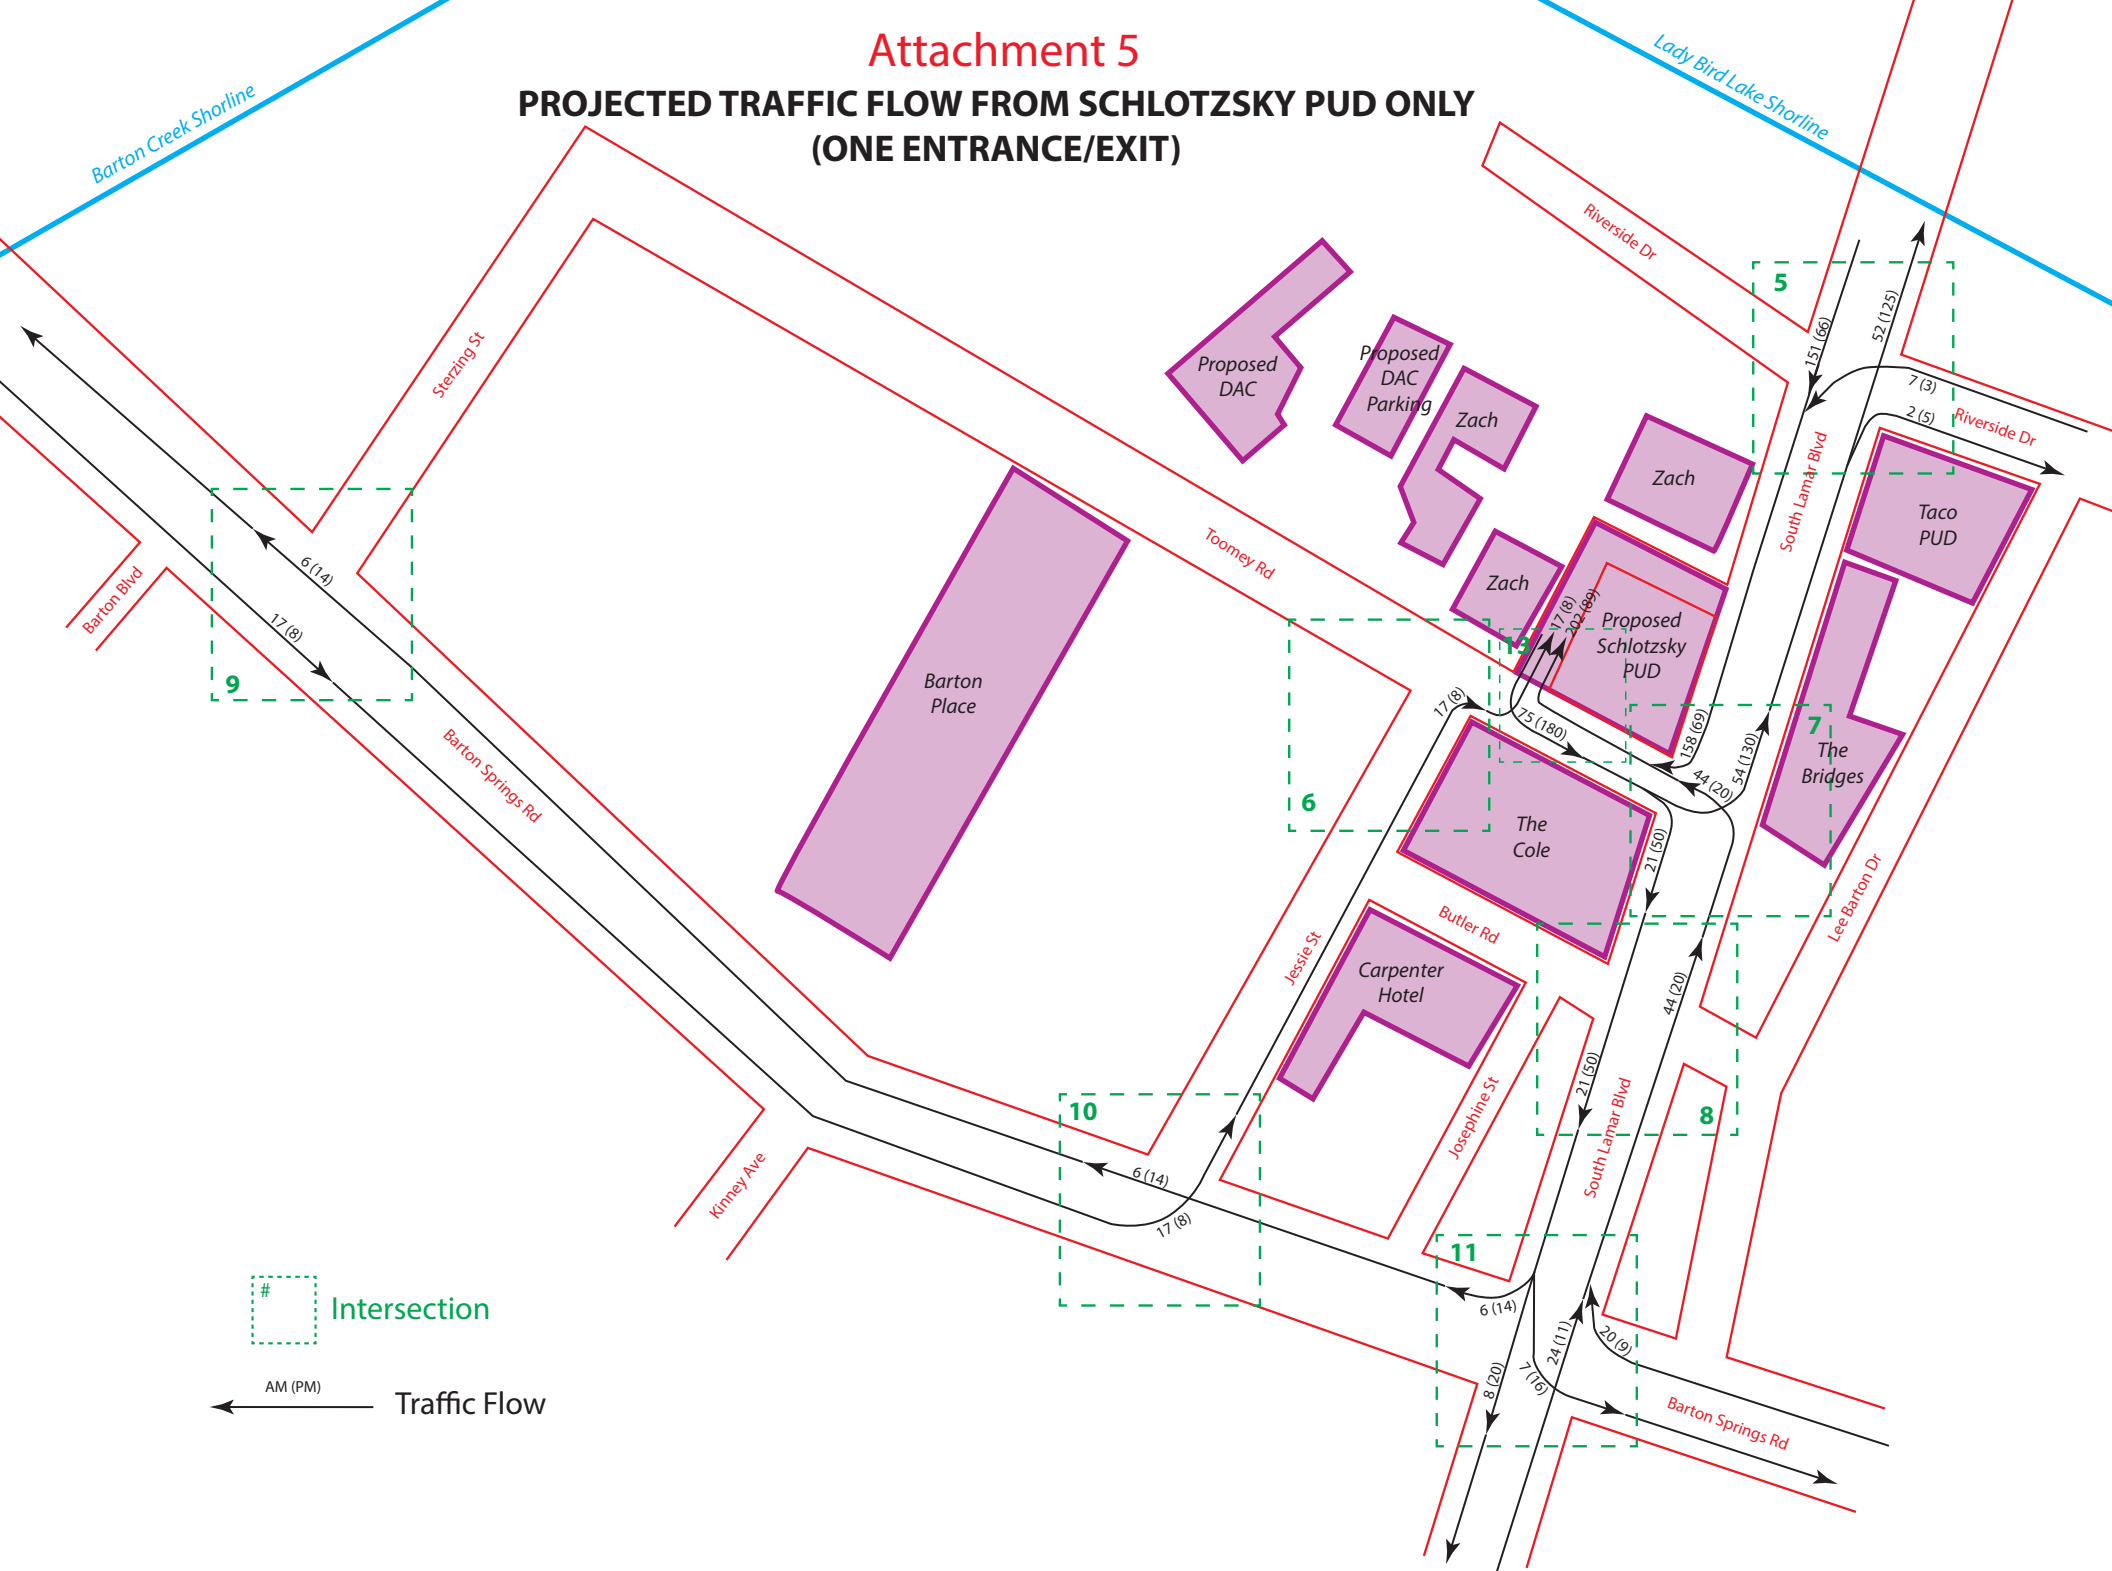 Attachment 5
PROJECTED TRAFFIC FLOW FROM SCHLOTZSKY PUD ONLY
(ONE ENTRANCE/EXIT)
Barton Creek Shorline
Lady Bird Lake Shorline
Riverside Dr
5
151 (66)
52 (125)
7 (3)
2 (5)
Riverside Dr
Sterzing St
Proposed
DAC
Proposed
DAC
Parking
Zach
Zach
Zach
South Lamar Blvd
Taco
PUD
Toomey Rd
Barton Blvd
6 (14)
17 (8)
9
Barton Springs Rd
Barton
Place
17 (8)
202 (89)
13
Proposed
Schlotzsky
PUD
17 (8)
75 (180)
158 (69)
54 (130)
44 (20)
7
The
Bridges
6
The
Cole
21 (50)
Lee Barton Dr
Butler Rd
Jessie St
Carpenter
Hotel
44 (20)
21 (50)
8
Josephine St
South Lamar Blvd
10
6 (14)
17 (8)
Kinney Ave
11
6 (14)
24 (11)
20 (9)
8 (20)
7 (16)
Barton Springs Rd
#
Intersection
AM (PM)
Traffic Flow